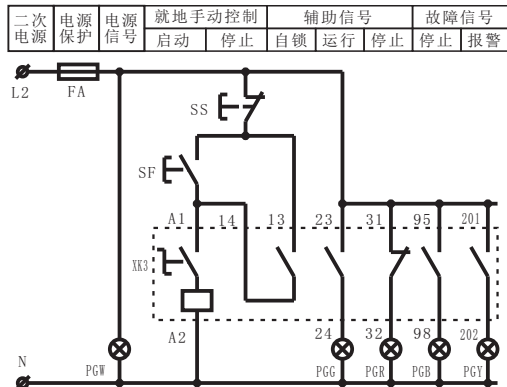 二次电源 电源保护 电源信号 就地手动控制 辅助信号 故障信号
启动 停止 自锁 运行 停止 停止 报警
L2 FA
SS
SF
A1 14 13 23 31 95 201
XK3
A2 24 32 98 202
N PGW PGG PGR PGB PGY